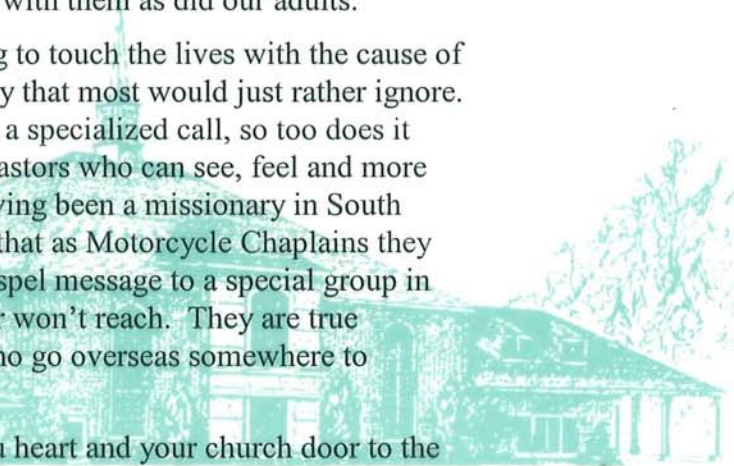 with them as did our adults.
to touch the lives with the cause of
y that most would just rather ignore.
a specialized call, so too does it
astors who can see, feel and more
ving been a missionary in South
that as Motorcycle Chaplains they
spel message to a special group in
r won't reach. They are true
no go overseas somewhere to
u heart and your church door to the